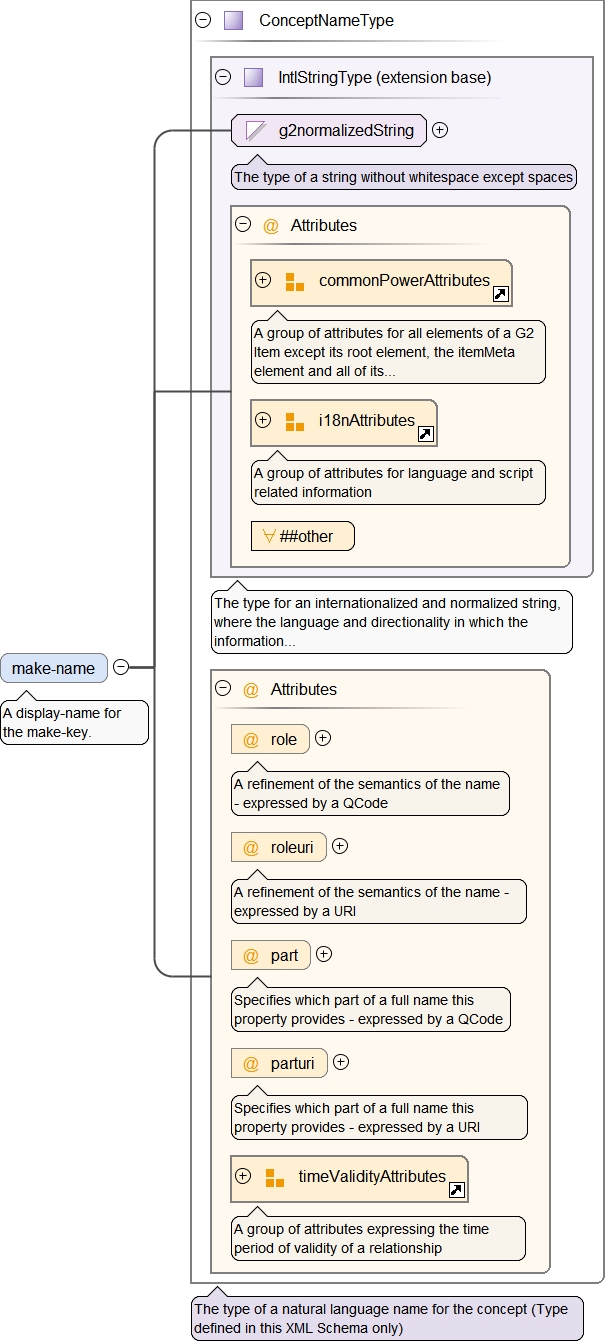 ConceptNameType
IntlStringType (extension base)
g2normalizedString
The type of a string without whitespace except spaces
@ Attributes
commonPowerAttributes
A group of attributes for all elements of a G2
Item except its root element, the itemMeta
element and all of its...
i18nAttributes
A group of attributes for language and script
related information
##other
The type for an internationalized and normalized string,
where the language and directionality in which the
information...
make-name
A display-name for
the make-key.
@ Attributes
@ role
A refinement of the semantics of the name
- expressed by a QCode
@ roleuri
A refinement of the semantics of the name -
expressed by a URI
@ part
Specifies which part of a full name this
property provides - expressed by a QCode
@ parturi
Specifies which part of a full name this
property provides - expressed by a URI
timeValidityAttributes
A group of attributes expressing the time
period of validity of a relationship
The type of a natural language name for the concept (Type
defined in this XML Schema only)